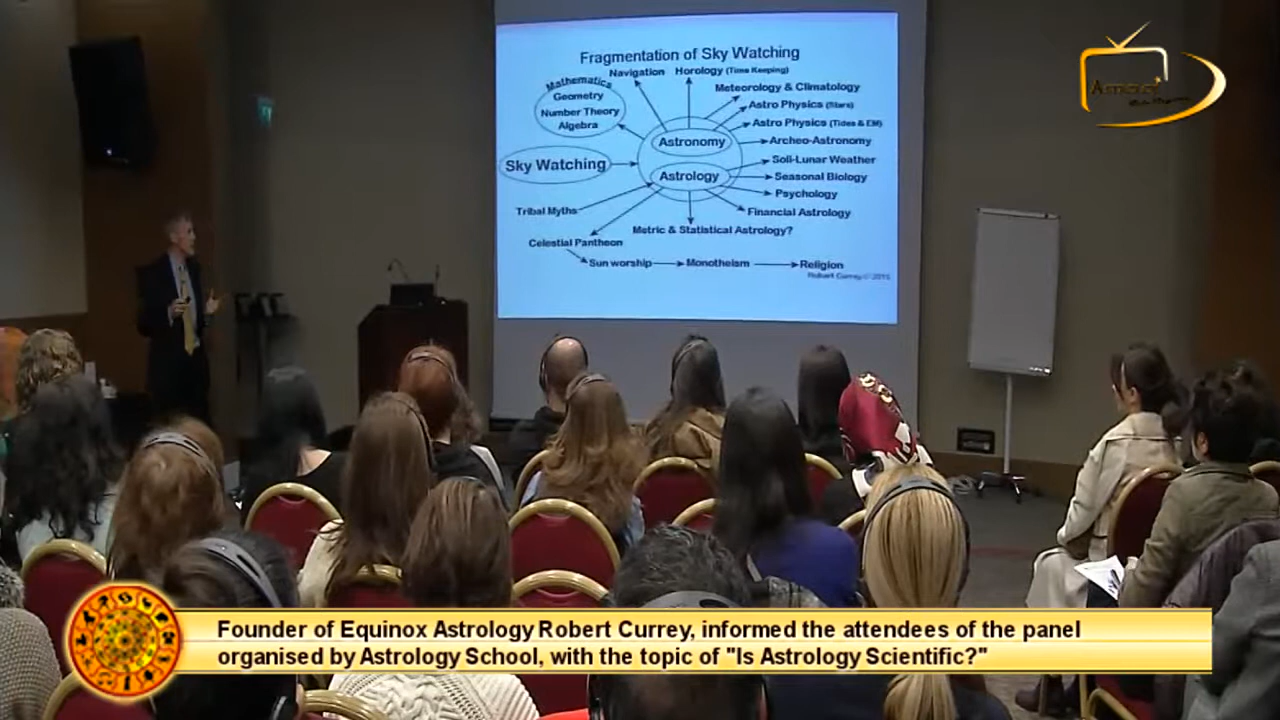 Fragmentation of Sky Watching
Navigation
Horology (Time Keeping)
Mathematics
Geometry
Number Theory
Algebra
Meteorology & Climatology
Astro Physics (Stars)
Astro Physics (Tides & EM)
Astronomy
Archeo-Astronomy
Sky Watching
Soli-Lunar Weather
Astrology
Seasonal Biology
Psychology
Tribal Myths
Financial Astrology
Metric & Statistical Astrology?
Celestial Pantheon
Sun worship
Monotheism
Religion
Robert Currey ©
Astrology
Founder of Equinox Astrology Robert Currey, informed the attendees of the panel
organised by Astrology School, with the topic of "Is Astrology Scientific?"